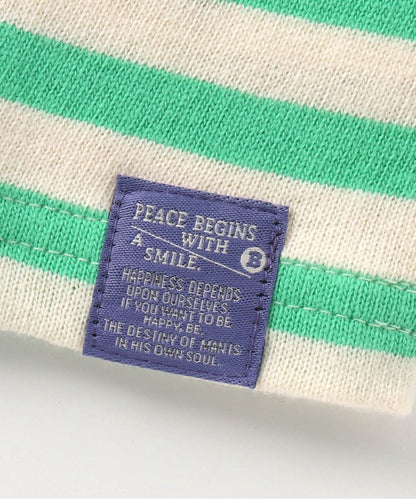 PEACE BEGINS
WITH
A SMILE. B
HAPPINESS DEPENDS
UPON OURSELVES.
IF YOU WANT TO BE
HAPPY, BE.
THE DESTINY OF MAN IS
IN HIS OWN SOUL.